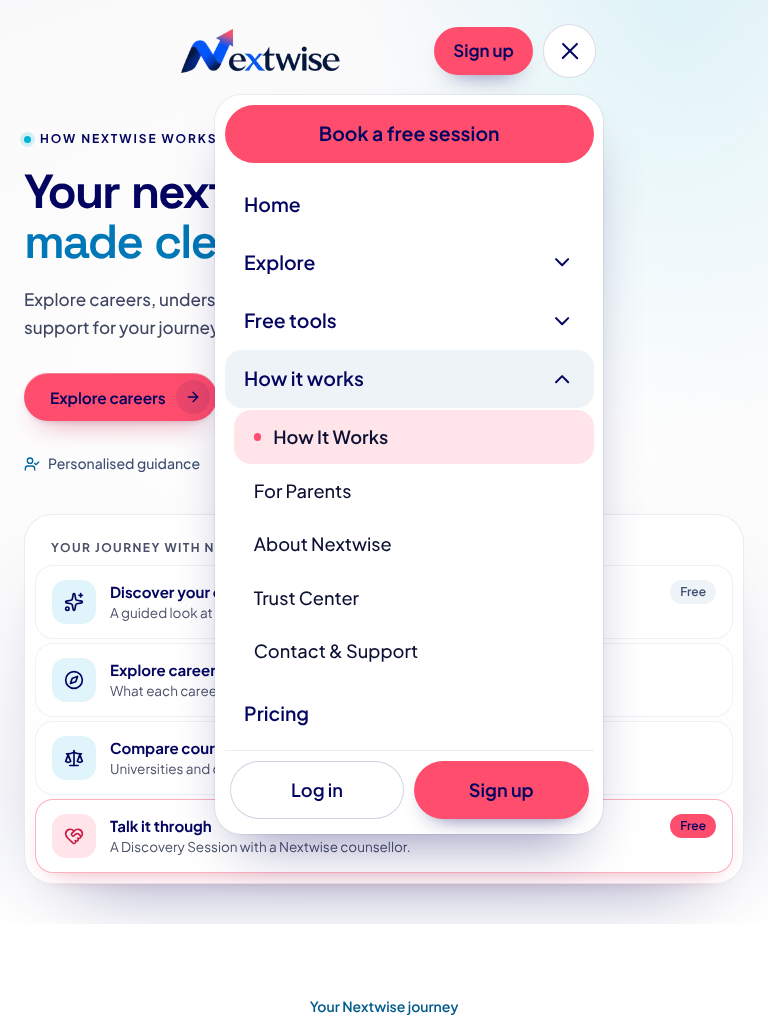 Nextwise
Sign up
HOW NEXTWISE WORKS
Your next
made cle
Explore careers, unders
support for your journey
Explore careers
Personalised guidance
Book a free session
Home
Explore
Free tools
How it works
How It Works
For Parents
About Nextwise
Trust Center
Contact & Support
Pricing
Log in
Sign up
YOUR JOURNEY WITH N
Discover your
A guided look at
Free
Explore career
What each caree
Compare cour
Universities and
Talk it through
A Discovery Session with a Nextwise counsellor.
Free
Your Nextwise journey